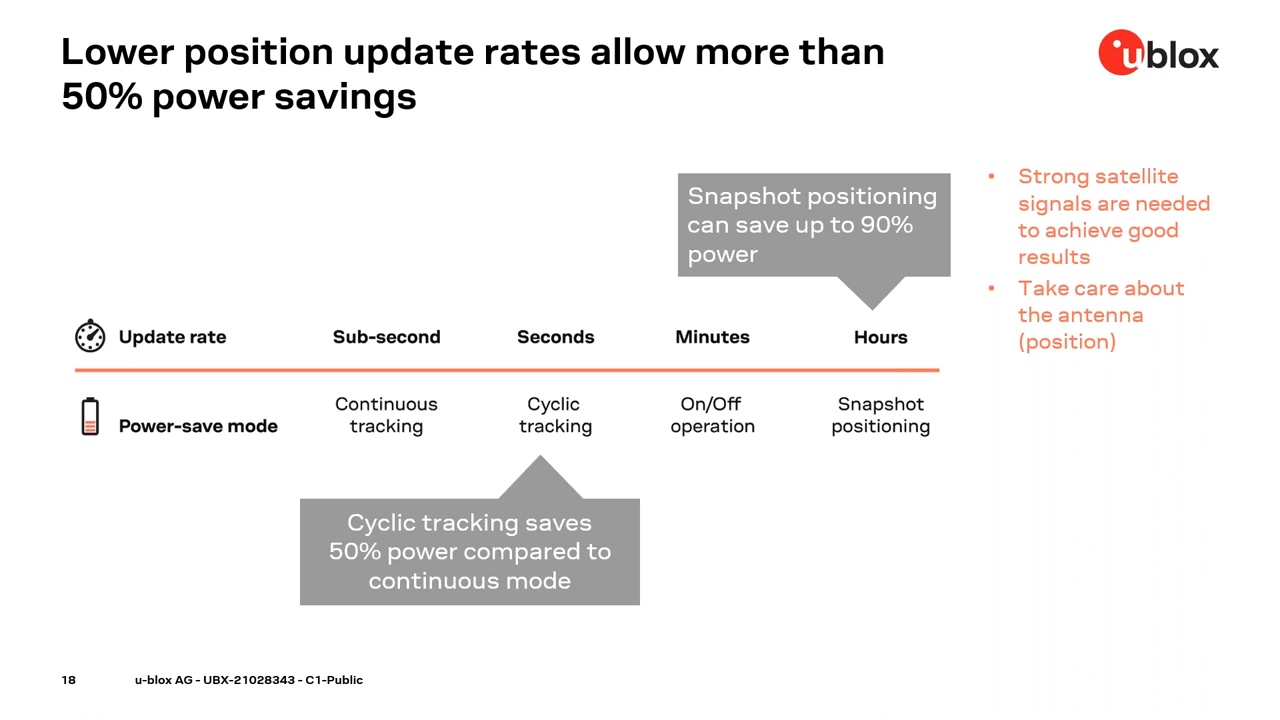 Lower position update rates allow more than
50% power savings
ublox
Snapshot positioning
can save up to 90%
power
• Strong satellite
signals are needed
to achieve good
results
• Take care about
the antenna
(position)
Update rate Sub-second Seconds Minutes Hours
Power-save mode
Continuous
tracking
Cyclic
tracking
On/Off
operation
Snapshot
positioning
Cyclic tracking saves
50% power compared to
continuous mode
18 u-blox AG - UBX-21028343 - C1-Public